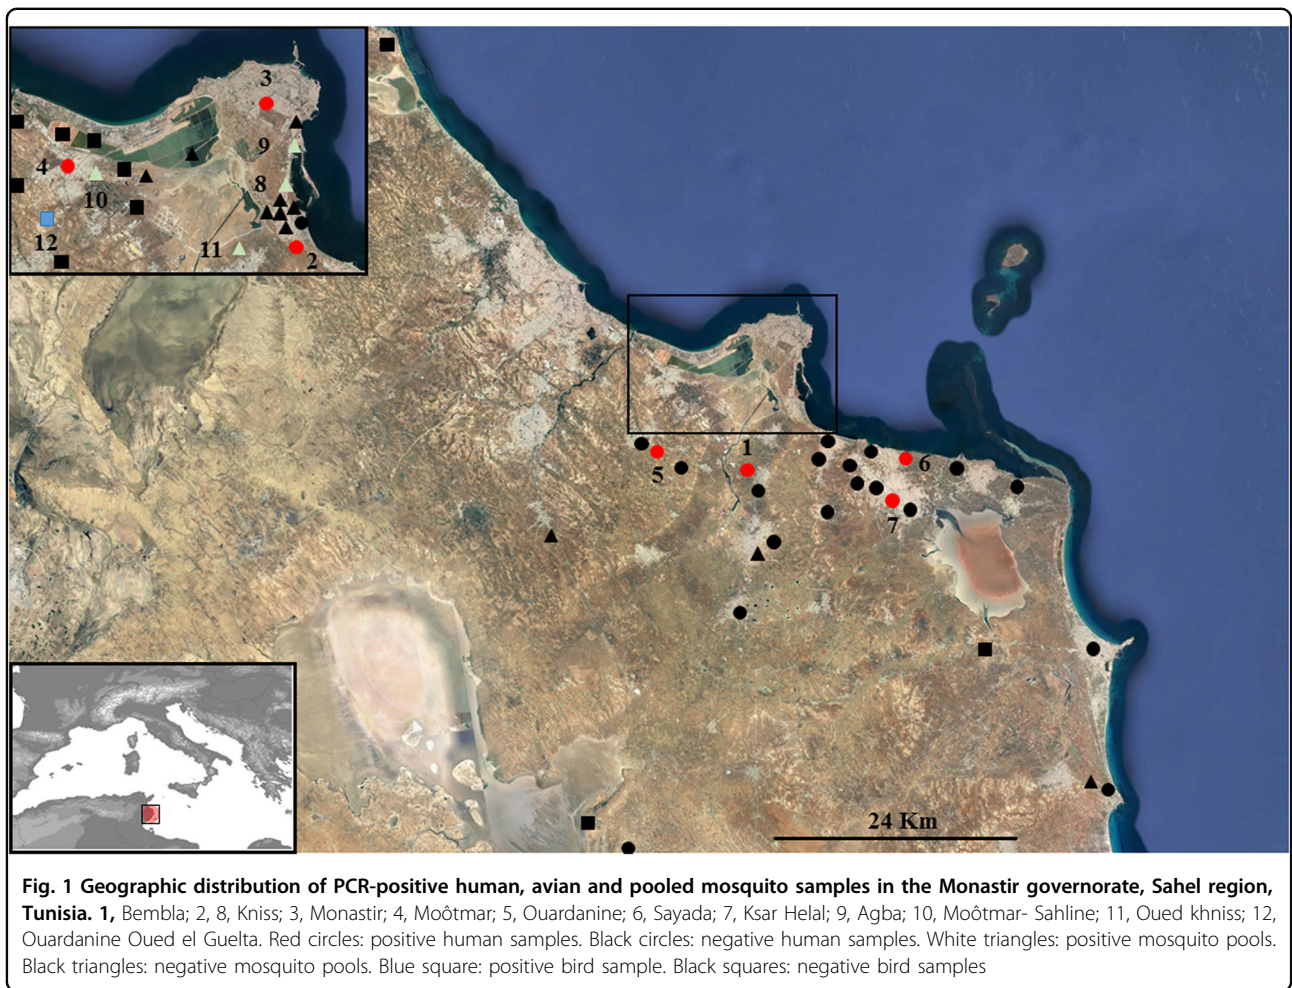 3
9
4
8
10
12
11
2
1
5
6
7
24 Km
Fig. 1 Geographic distribution of PCR-positive human, avian and pooled mosquito samples in the Monastir governorate, Sahel region,
Tunisia. 1, Bembla; 2, 8, Kniss; 3, Monastir; 4, Moôtmar; 5, Ouardanine; 6, Sayada; 7, Ksar Helal; 9, Agba; 10, Moôtmar- Sahline; 11, Oued khniss; 12,
Ouardanine Oued el Guelta. Red circles: positive human samples. Black circles: negative human samples. White triangles: positive mosquito pools.
Black triangles: negative mosquito pools. Blue square: positive bird sample. Black squares: negative bird samples